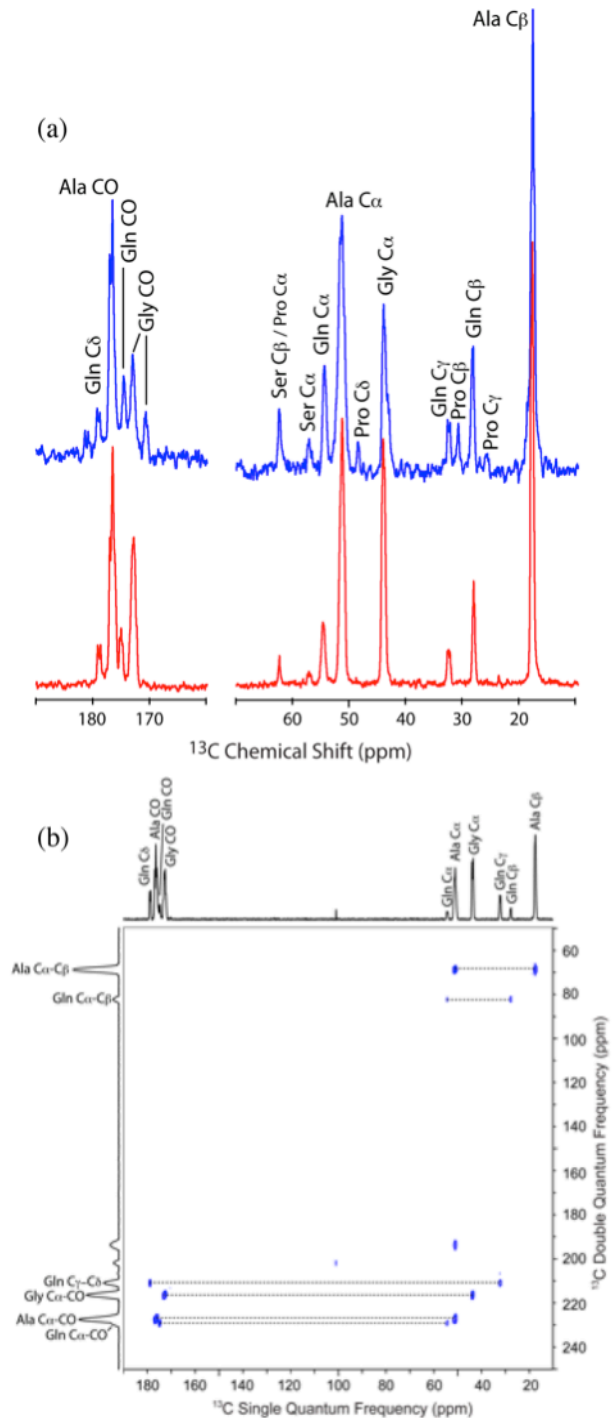 Ala Cβ
(a)
Ala CO
Gln CO
Gly CO
Gln Cδ
Ser Cβ / Pro Cα
Ser Cα
Gln Cα
Ala Cα
Pro Cδ
Gly Cα
Gln Cγ
Pro Cβ
Gln Cβ
Pro Cγ
180 170 60 50 40 30 20
¹³C Chemical Shift (ppm)
(b)
Gln Cδ
Ala CO
Gln CO
Gly CO
Gln Cα
Ala Cα
Gly Cα
Gln Cγ
Gln Cβ
Ala Cβ
Ala Cα-Cβ
Gln Cα-Cβ
Gln Cγ-Cδ
Gly Cα-CO
Ala Cα-CO
Gln Cα-CO
60
80
100
120
140
160
180
200
220
240
¹³C Double Quantum Frequency (ppm)
180 160 140 120 100 80 60 40 20
¹³C Single Quantum Frequency (ppm)